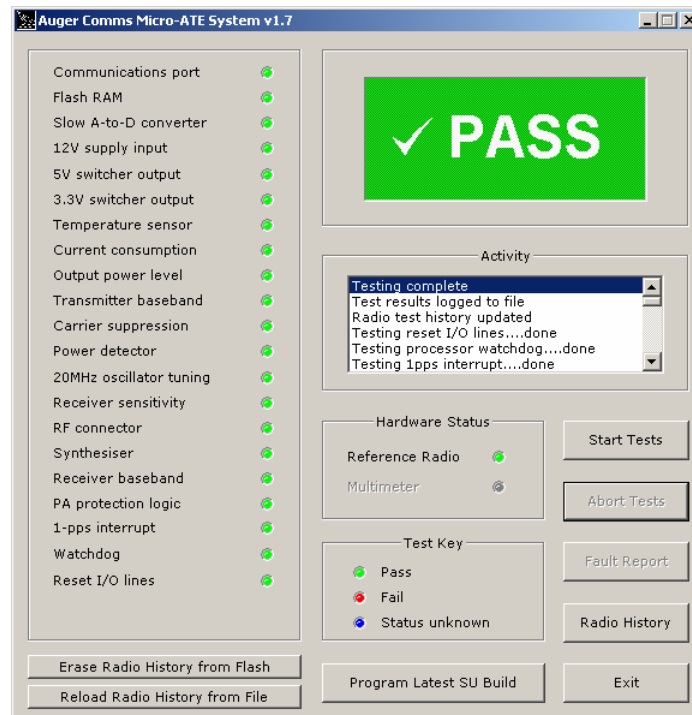 Auger Comms Micro-ATE System v1.7
Communications port
Flash RAM
Slow A-to-D converter
12V supply input
5V switcher output
3.3V switcher output
Temperature sensor
Current consumption
Output power level
Transmitter baseband
Carrier suppression
Power detector
20MHz oscillator tuning
Receiver sensitivity
RF connector
Synthesiser
Receiver baseband
PA protection logic
1-pps interrupt
Watchdog
Reset I/O lines
Erase Radio History from Flash
Reload Radio History from File
✓ PASS
Activity
Testing complete
Test results logged to file
Radio test history updated
Testing reset I/O lines....done
Testing processor watchdog....done
Testing 1pps interrupt....done
Hardware Status
Reference Radio
Multimeter
Test Key
Pass
Fail
Status unknown
Program Latest SU Build
Start Tests
Abort Tests
Fault Report
Radio History
Exit